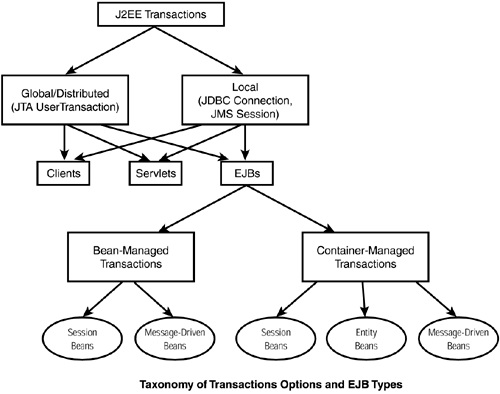 J2EE Transactions
Global/Distributed
(JTA UserTransaction)
Local
(JDBC Connection,
JMS Session)
Clients
Servlets
EJBs
Bean-Managed
Transactions
Container-Managed
Transactions
Session
Beans
Message-Driven
Beans
Session
Beans
Entity
Beans
Message-Driven
Beans
Taxonomy of Transactions Options and EJB Types